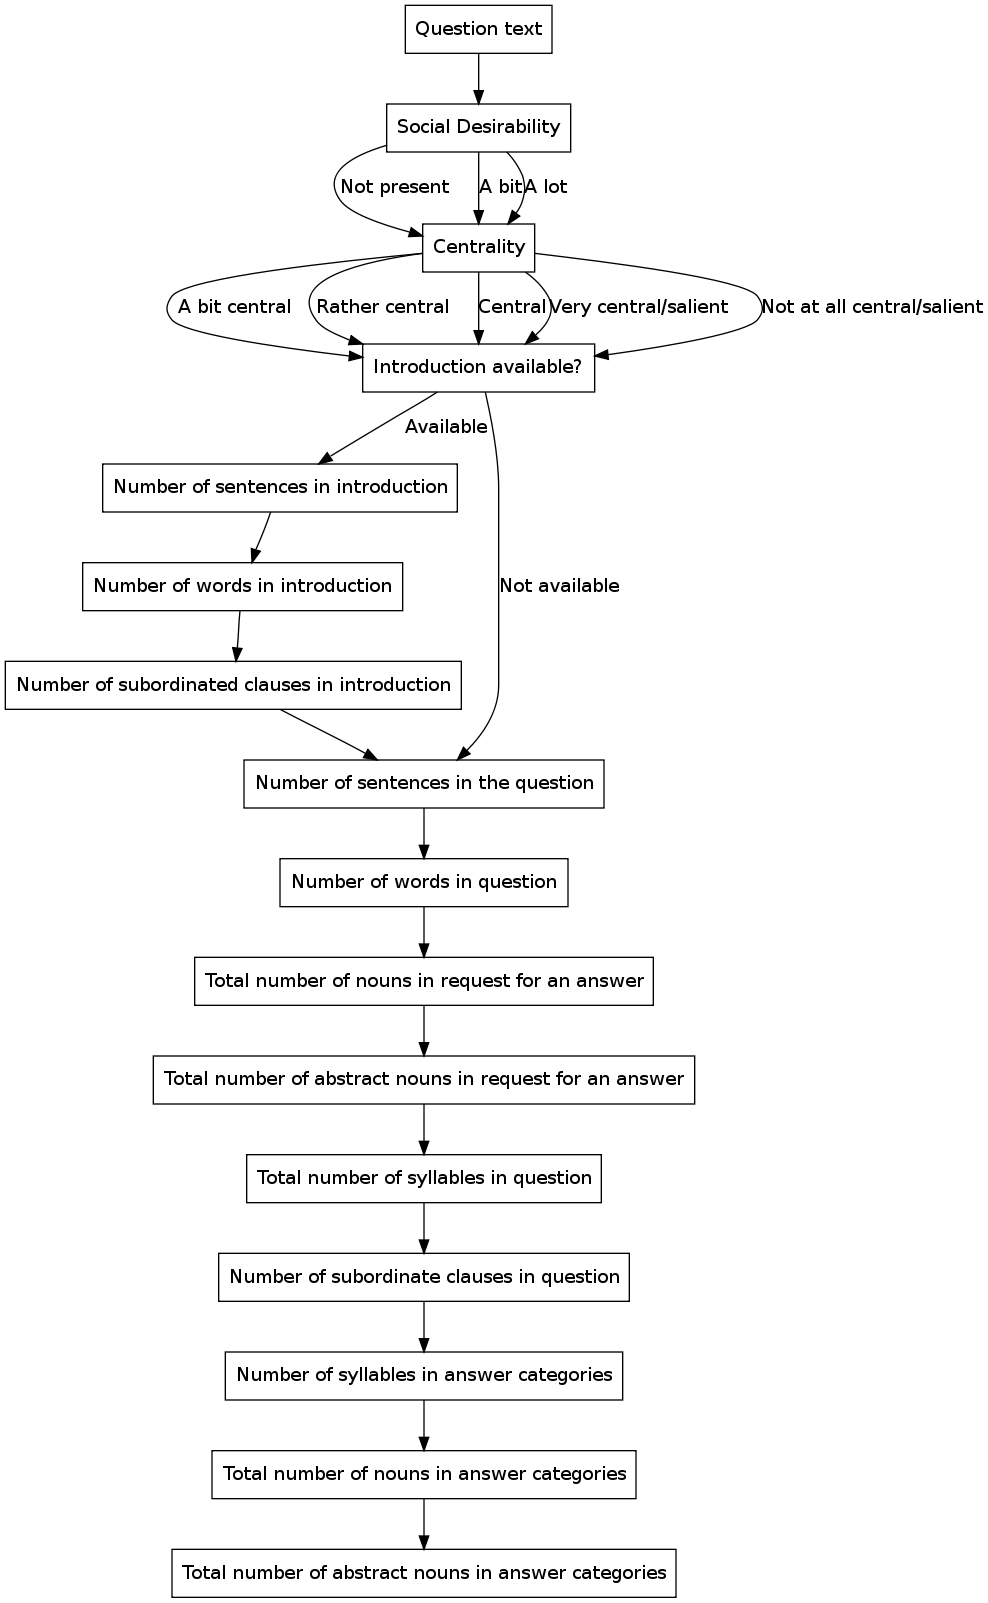 Question text
Social Desirability
Not present
A bit
A lot
Centrality
A bit central
Rather central
Central
Very central/salient
Not at all central/salient
Introduction available?
Available
Number of sentences in introduction
Number of words in introduction
Not available
Number of subordinated clauses in introduction
Number of sentences in the question
Number of words in question
Total number of nouns in request for an answer
Total number of abstract nouns in request for an answer
Total number of syllables in question
Number of subordinate clauses in question
Number of syllables in answer categories
Total number of nouns in answer categories
Total number of abstract nouns in answer categories